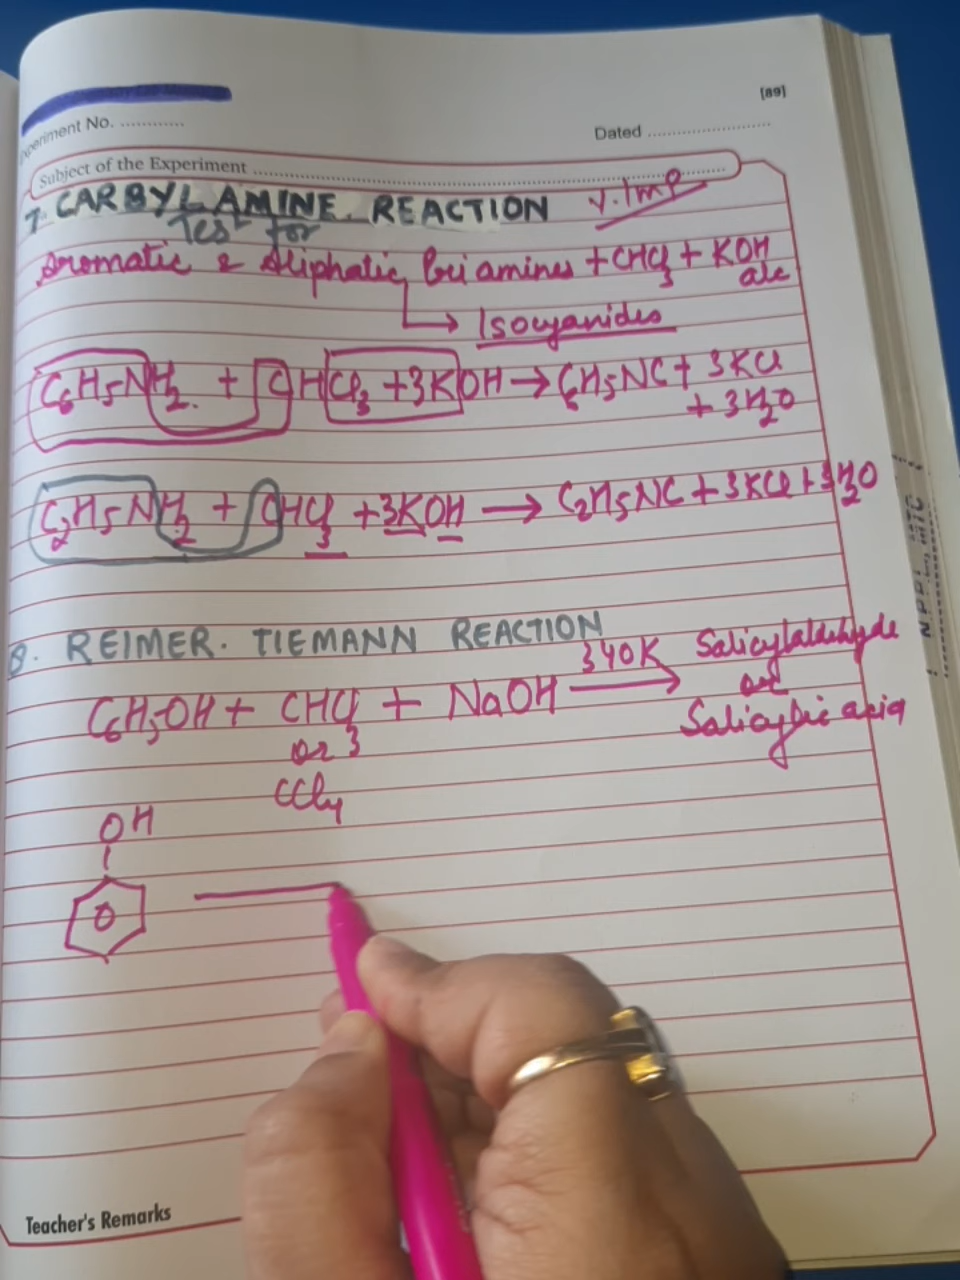 [89]
Experiment No. ............
Dated ........................
Subject of the Experiment ........................
7. CARBYLAMINE. REACTION V. Imp
Test for
Aromatic & Aliphatic pri amines + CHCl3 + KOH
alc
Isocyanides
C6H5NH2 + CHCl3 + 3KOH → C6H5NC + 3KCl
+ 3H2O
C2H5NH2 + CHCl3 + 3KOH → C2H5NC + 3KCl + 3H2O
8. REIMER. TIEMANN REACTION
C6H5OH + CHCl3 + NaOH 340K → Salicylaldehyde
or
Salicylic acid
or
CCl4
OH
Teacher's Remarks